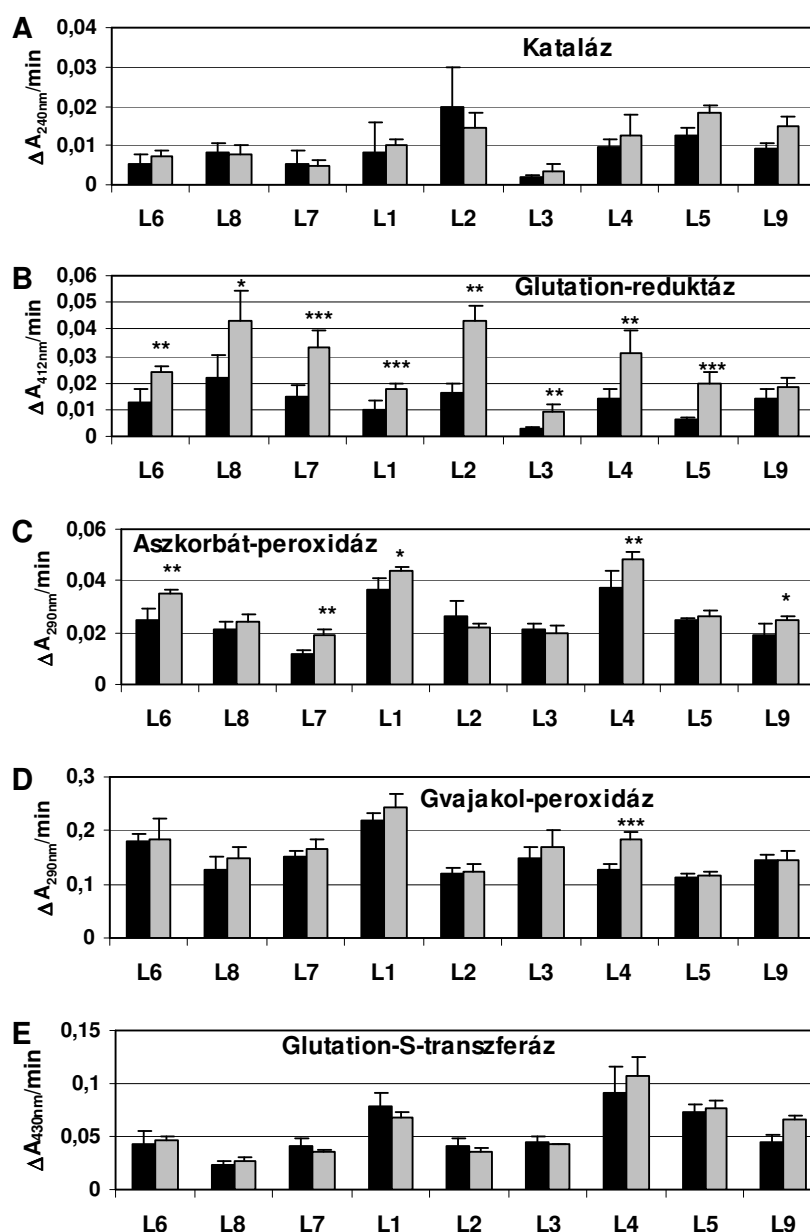 A
Kataláz
ΔA240nm/min
0,04
0,03
0,02
0,01
0
L6 L8 L7 L1 L2 L3 L4 L5 L9
B
Glutation-reduktáz
ΔA412nm/min
0,06
0,05
0,04
0,03
0,02
0,01
0
** * *** *** ** ** ** ***
L6 L8 L7 L1 L2 L3 L4 L5 L9
C
Aszkorbát-peroxidáz
ΔA290nm/min
0,06
0,04
0,02
0
** ** * ** *
L6 L8 L7 L1 L2 L3 L4 L5 L9
D
Gvajakol-peroxidáz
ΔA290nm/min
0,3
0,2
0,1
0
***
L6 L8 L7 L1 L2 L3 L4 L5 L9
E
Glutation-S-transzferáz
ΔA430nm/min
0,15
0,1
0,05
0
L6 L8 L7 L1 L2 L3 L4 L5 L9